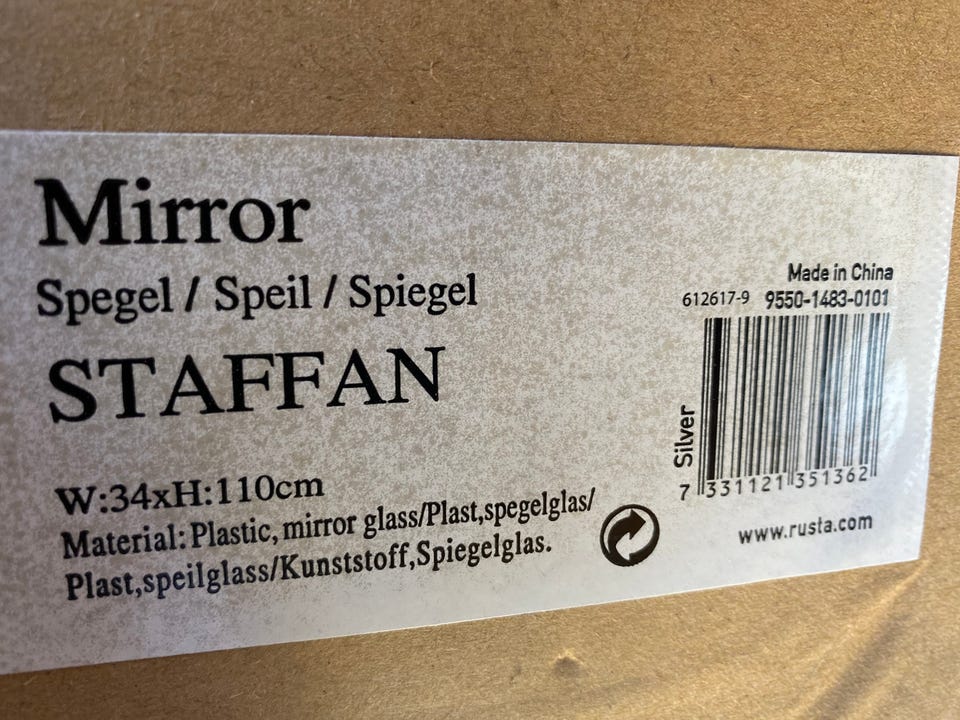 Mirror
Spegel / Speil / Spiegel
STAFFAN
W:34xH:110cm
Material: Plastic, mirror glass/Plast,spegelglas/
Plast,speilglass/Kunststoff,Spiegelglas.
Made in China
612617-9 9550-1483-0101
Silver
7 331121 351362
www.rusta.com